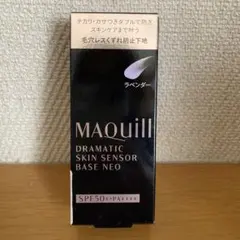 テカリ・カサつきダブルで防ぎ
スキンケアまで叶う
毛穴レスくずれ防止下地
ラベンダー
MAQuill
DRAMATIC
SKIN SENSOR
BASE NEO
SPF50+・PA++++